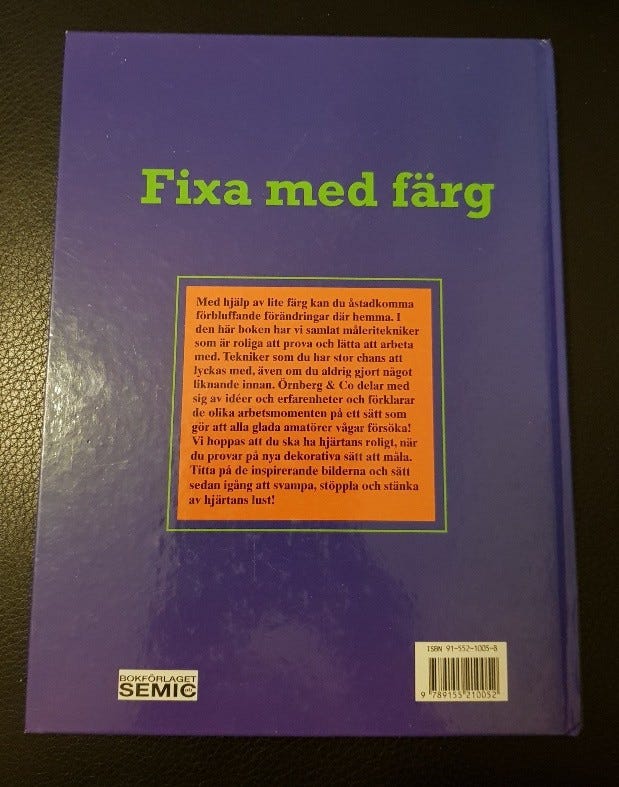 Fixa med färg
Med hjälp av lite färg kan du åstadkomma
förbluffande förändringar där hemma. I
den här boken har vi samlat måleritekniker
som är roliga att prova och lätta att arbeta
med. Tekniker som du har stor chans att
lyckas med, även om du aldrig gjort något
liknande innan. Örnberg & Co delar med
sig av idéer och erfarenheter och förklarar
de olika arbetsmomenten på ett sätt som
gör att alla glada amatörer vågar försöka!
Vi hoppas att du ska ha hjärtans roligt, när
du provar på nya dekorativa sätt att måla.
Titta på de inspirerande bilderna och sätt
sedan igång att svampa, stöppla och stänka
av hjärtans lust!
ISBN 91-552-1005-8
9 789155 210052
BOKFÖRLAGET
SEMIC